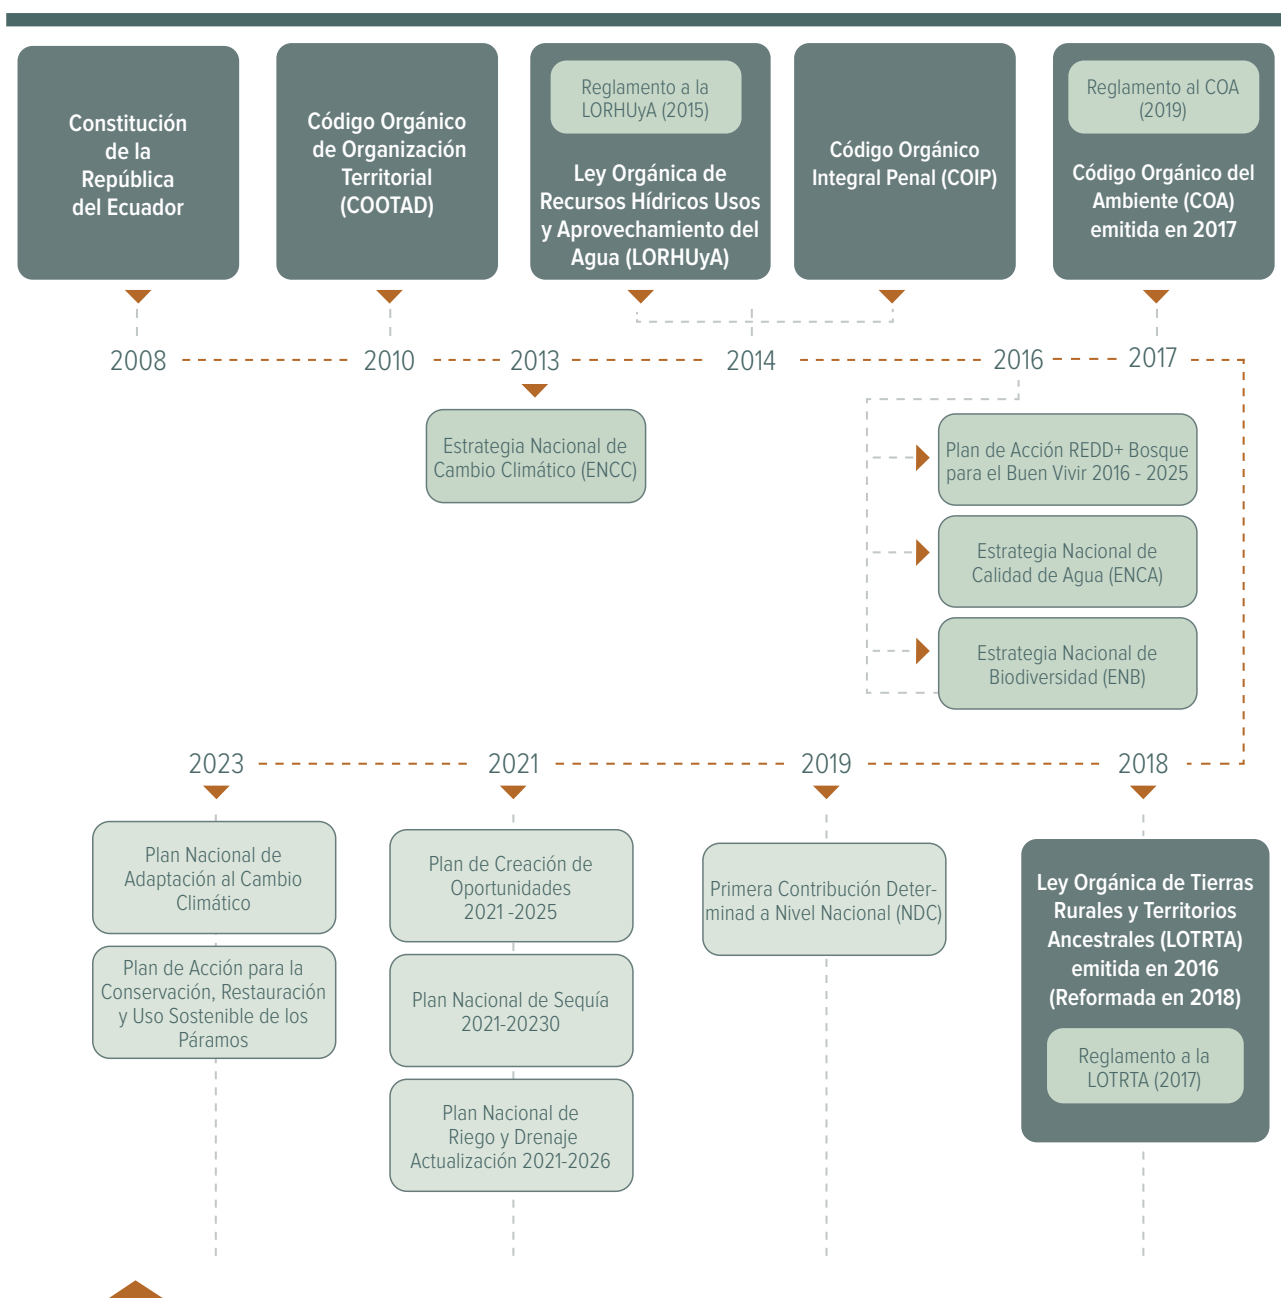 Constitución
de la
República
del Ecuador
Código Orgánico
de Organización
Territorial
(COOTAD)
Reglamento a la
LORHUyA (2015)
Ley Orgánica de
Recursos Hídricos Usos
y Aprovechamiento del
Agua (LORHUyA)
Código Orgánico
Integral Penal (COIP)
Reglamento al COA
(2019)
Código Orgánico del
Ambiente (COA)
emitida en 2017
2008
2010
2013
2014
2016
2017
Estrategia Nacional de
Cambio Climático (ENCC)
Plan de Acción REDD+ Bosque
para el Buen Vivir 2016 - 2025
Estrategia Nacional de
Calidad de Agua (ENCA)
Estrategia Nacional de
Biodiversidad (ENB)
2023
2021
2019
2018
Plan Nacional de
Adaptación al Cambio
Climático
Plan de Acción para la
Conservación, Restauración
y Uso Sostenible de los
Páramos
Plan de Creación de
Oportunidades
2021 -2025
Plan Nacional de Sequía
2021-20230
Plan Nacional de
Riego y Drenaje
Actualización 2021-2026
Primera Contribución Deter-
minad a Nivel Nacional (NDC)
Ley Orgánica de Tierras
Rurales y Territorios
Ancestrales (LOTRTA)
emitida en 2016
(Reformada en 2018)
Reglamento a la
LOTRTA (2017)